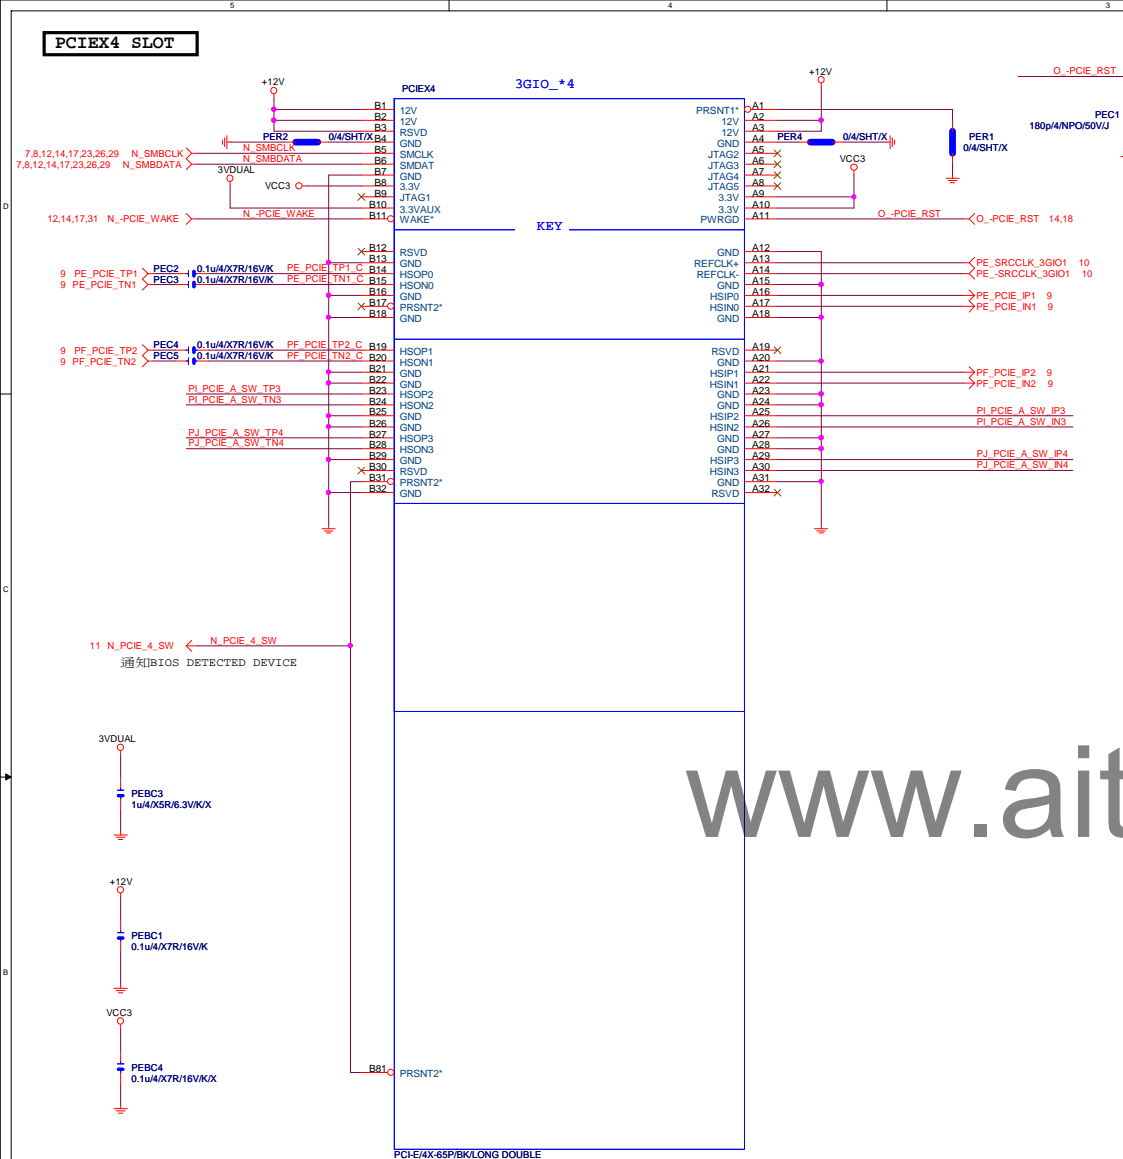 5
4
3
PCIEX4 SLOT
+12V
PCIEX4
3GIO_*4
+12V
O_-PCIE_RST
PEC1
180p/4/NPO/50V/J
B1 12V
B2 12V
B3 RSVD
PER2 0/4/SHT/X B4 GND
7,8,12,14,17,23,26,29 N_SMBCLK N_SMBCLK B5 SMCLK
7,8,12,14,17,23,26,29 N_SMBDATA N_SMBDATA B6 SMDAT
3VDUAL B7 GND
VCC3 B8 3.3V
B9 JTAG1
B10 3.3VAUX
12,14,17,31 N_-PCIE_WAKE N_-PCIE_WAKE B11 WAKE*
PRSNT1* A1
12V A2
12V A3
GND A4 PER4 0/4/SHT/X
PER1
0/4/SHT/X
JTAG2 A5
JTAG3 A6
JTAG4 A7
JTAG5 A8
VCC3
3.3V A9
3.3V A10
PWRGD A11 O_-PCIE_RST O_-PCIE_RST 14,18
D
KEY
B12 RSVD
B13 GND
9 PE_PCIE_TP1 PEC2 0.1u/4/X7R/16V/K PE_PCIE_TP1_C B14 HSOP0
9 PE_PCIE_TN1 PEC3 0.1u/4/X7R/16V/K PE_PCIE_TN1_C B15 HSON0
B16 GND
B17 PRSNT2*
B18 GND
GND A12
REFCLK+ A13 PE_SRCCLK_3GIO1 10
REFCLK- A14 PE_-SRCCLK_3GIO1 10
GND A15
HSIP0 A16 PE_PCIE_IP1 9
HSIN0 A17 PE_PCIE_IN1 9
GND A18
9 PF_PCIE_TP2 PEC4 0.1u/4/X7R/16V/K PF_PCIE_TP2_C B19 HSOP1
9 PF_PCIE_TN2 PEC5 0.1u/4/X7R/16V/K PF_PCIE_TN2_C B20 HSON1
B21 GND
B22 GND
PI_PCIE_A_SW_TP3 B23 HSOP2
PI_PCIE_A_SW_TN3 B24 HSON2
B25 GND
B26 GND
PJ_PCIE_A_SW_TP4 B27 HSOP3
PJ_PCIE_A_SW_TN4 B28 HSON3
B29 GND
B30 RSVD
B31 PRSNT2*
B32 GND
RSVD A19
GND A20
HSIP1 A21 PF_PCIE_IP2 9
HSIN1 A22 PF_PCIE_IN2 9
GND A23
GND A24
HSIP2 A25 PI_PCIE_A_SW_IP3
HSIN2 A26 PI_PCIE_A_SW_IN3
GND A27
GND A28
HSIP3 A29 PJ_PCIE_A_SW_IP4
HSIN3 A30 PJ_PCIE_A_SW_IN4
GND A31
RSVD A32
C
11 N_PCIE_4_SW N_PCIE_4_SW
通知BIOS DETECTED DEVICE
3VDUAL
PEBC3
1u/4/X5R/6.3V/K/X
www.ait
+12V
PEBC1
0.1u/4/X7R/16V/K
B
VCC3
PEBC4
0.1u/4/X7R/16V/K/X
B81 PRSNT2*
PCI-E/4X-65P/BK/LONG DOUBLE